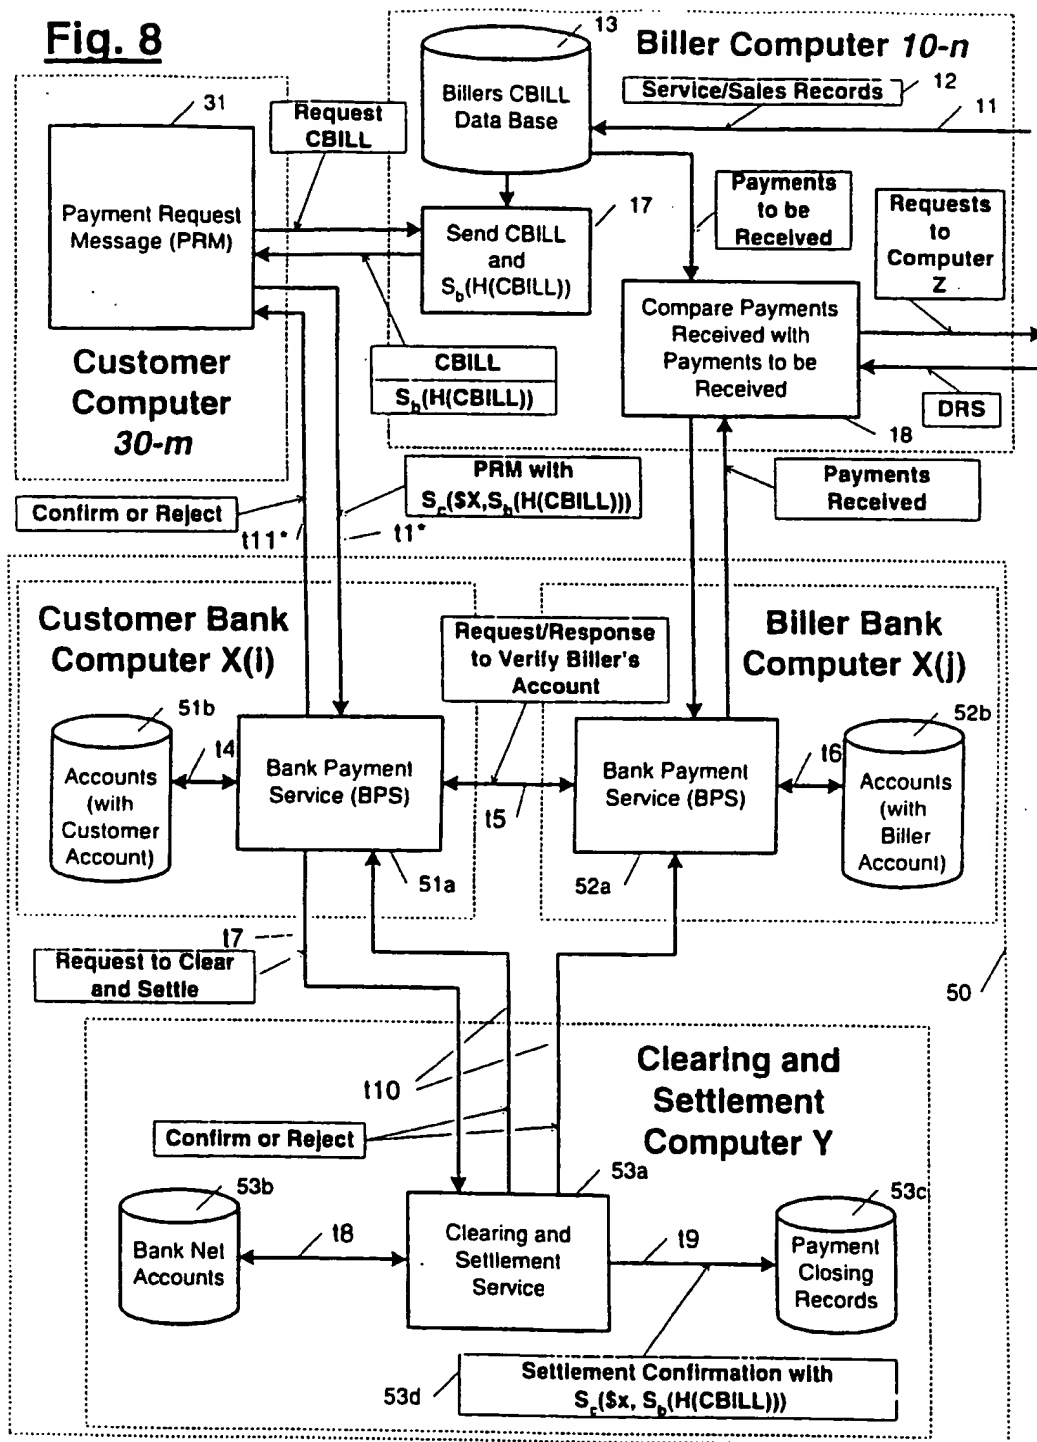 Fig. 8
13
Biller Computer 10-n
Service/Sales Records
12
11
31
Request
CBILL
Billers CBILL
Data Base
Payment Request
Message (PRM)
17
Send CBILL
and
S_b(H(CBILL))
Payments
to be
Received
Requests
to
Computer
Z
Compare Payments
Received with
Payments to be
Received
Customer
Computer
30-m
CBILL
S_b(H(CBILL))
DRS
18
Confirm or Reject
t11*
PRM with
S_c($X,S_b(H(CBILL)))
t1*
Payments
Received
Customer Bank
Computer X(i)
Request/Response
to Verify Biller's
Account
Biller Bank
Computer X(j)
51b
t4
Accounts
(with
Customer
Account)
Bank Payment
Service (BPS)
t5
Bank Payment
Service (BPS)
t6
52b
Accounts
(with
Biller
Account)
51a
52a
t7
Request to Clear
and Settle
50
t10
Clearing and
Settlement
Computer Y
Confirm or Reject
53b
53a
53c
Bank Net
Accounts
t8
Clearing and
Settlement
Service
t9
Payment
Closing
Records
53d
Settlement Confirmation with
S_c($x, S_b(H(CBILL)))